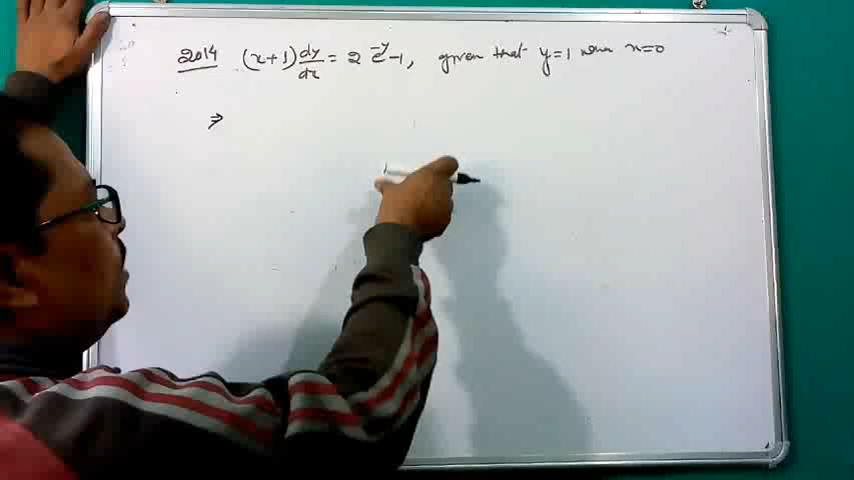 2014 (x+1) dy/dx = 2 e^-y -1, given that y=1 when x=0
⇒